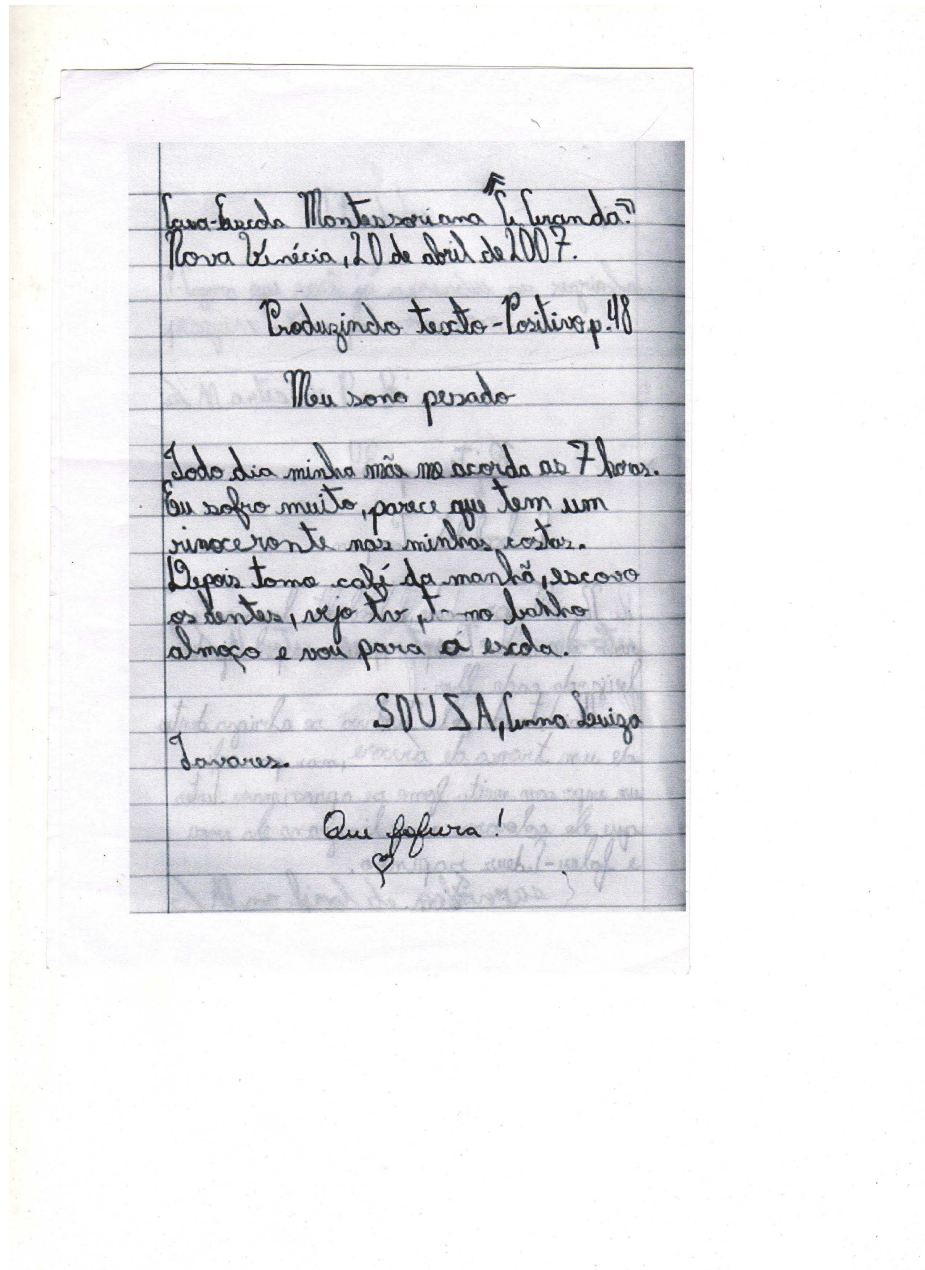 Casa-Escola Montessoriana "Ciranda".
Nova Venécia, 20 de abril de 2007.
Produzindo texto - Positivo p.48
Meu sono pesado
Todo dia minha mãe me acorda as 7 horas.
Eu sofro muito, parece que tem um
rinoceronte nas minhas costas.
Depois tomo café da manhã, escovo
os dentes, vejo tv, t- mo banho
almoço e vou para a escola.
SOUSA, Anna Luiza
Tavares.
Que fofura!